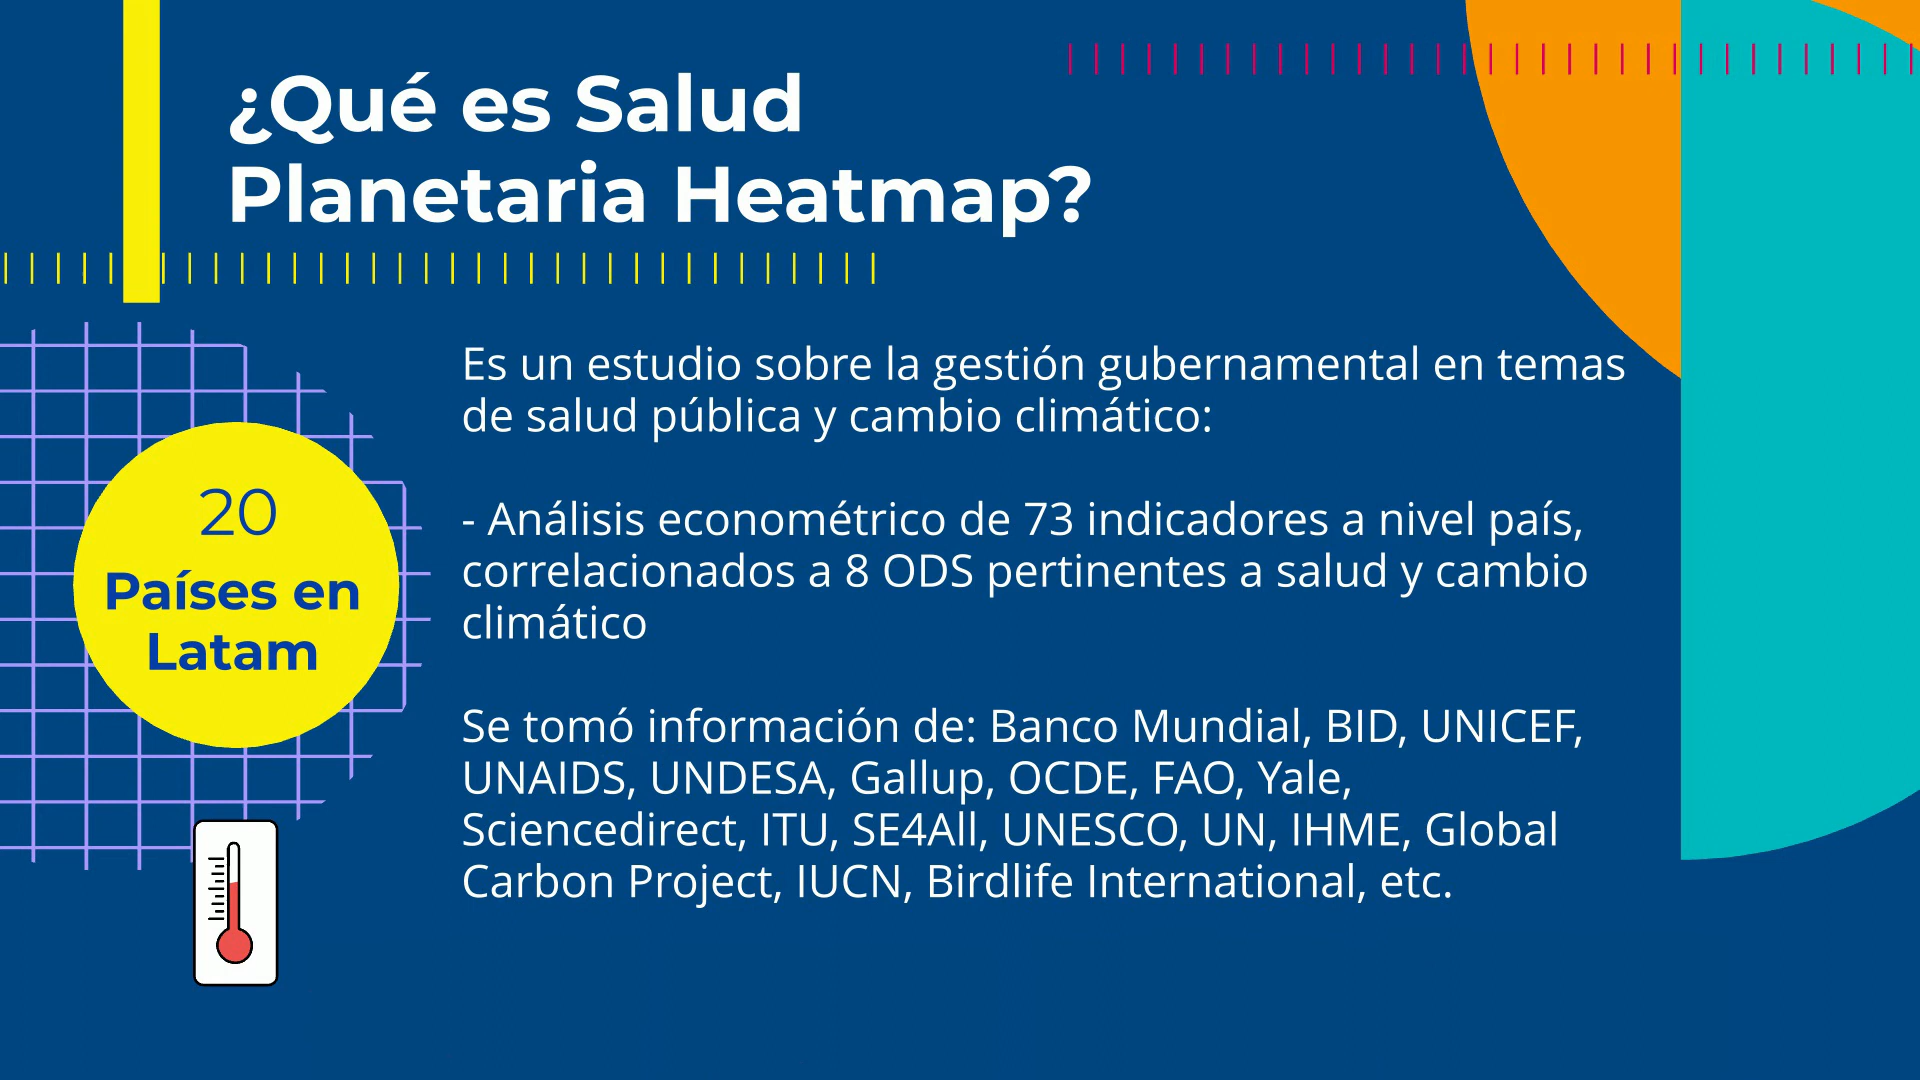 ¿Qué es Salud
Planetaria Heatmap?
20
Países en
Latam
Es un estudio sobre la gestión gubernamental en temas
de salud pública y cambio climático:
- Análisis econométrico de 73 indicadores a nivel país,
correlacionados a 8 ODS pertinentes a salud y cambio
climático
Se tomó información de: Banco Mundial, BID, UNICEF,
UNAIDS, UNDESA, Gallup, OCDE, FAO, Yale,
Sciencedirect, ITU, SE4All, UNESCO, UN, IHME, Global
Carbon Project, IUCN, Birdlife International, etc.